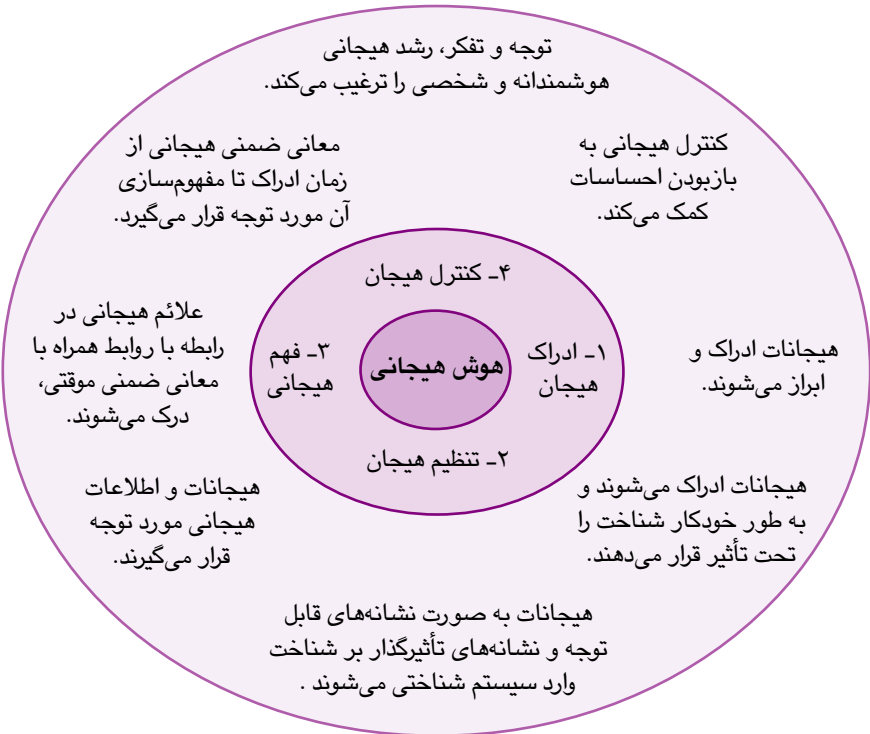 توجه و تفکر، رشد هیجانی
هوشمندانه و شخصی را ترغیب می‌کند.
کنترل هیجانی به
بازبودن احساسات
کمک می‌کند.
معانی ضمنی هیجانی از
زمان ادراک تا مفهوم‌سازی
آن مورد توجه قرار می‌گیرد.
۴ـ کنترل هیجان
هیجانات ادراک و
ابراز می‌شوند.
۱ـ ادراک
هیجان
هوش هیجانی
۳ـ فهم
هیجانی
علائم هیجانی در
رابطه با روابط همراه با
معانی ضمنی موقتی،
درک می‌شوند.
۲ـ تنظیم هیجان
هیجانات ادراک می‌شوند و
به طور خودکار شناخت را
تحت تأثیر قرار می‌دهند.
هیجانات و اطلاعات
هیجانی مورد توجه
قرار می‌گیرند.
هیجانات به صورت نشانه‌های قابل
توجه و نشانه‌های تأثیرگذار بر شناخت
وارد سیستم شناختی می‌شوند .